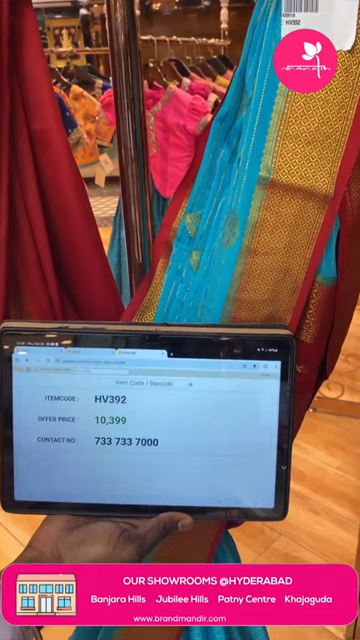 HV392
Item Code / Barcode
ITEMCODE : HV392
OFFER PRICE : 10,399
CONTACT NO : 733 733 7000
OUR SHOWROOMS @HYDERABAD
Banjara Hills Jubilee Hills Patny Centre Khajaguda
www.brandmandir.com